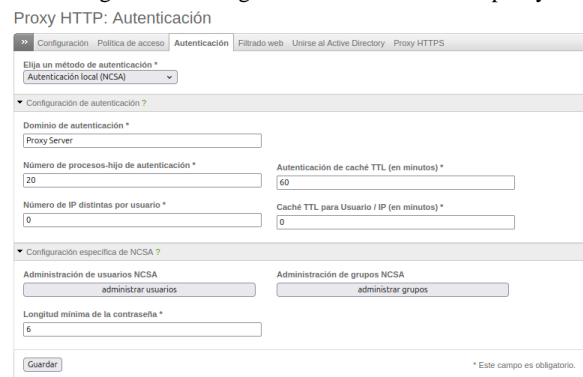 Proxy HTTP: Autenticación
» Configuración Política de acceso Autenticación Filtrado web Unirse al Active Directory Proxy HTTPS
Elija un método de autenticación *
Autenticación local (NCSA)
Configuración de autenticación ?
Dominio de autenticación *
Proxy Server
Número de procesos-hijo de autenticación * Autenticación de caché TTL (en minutos) *
20 60
Número de IP distintas por usuario * Caché TTL para Usuario / IP (en minutos) *
0 0
Configuración específica de NCSA ?
Administración de usuarios NCSA Administración de grupos NCSA
administrar usuarios administrar grupos
Longitud mínima de la contraseña *
6
Guardar * Este campo es obligatorio.